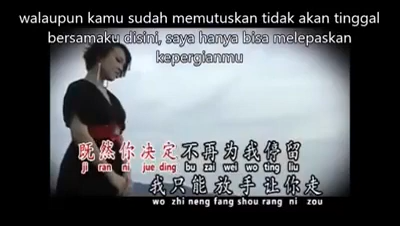 walaupun kamu sudah memutuskan tidak akan tinggal
bersamaku disini, saya hanya bisa melepaskan
kepergianmu
既然你决定不再为我停留
ji ran ni jue ding bu zai wei wo ting liu
我只能放手让你走
wo zhi neng fang shou rang ni zou